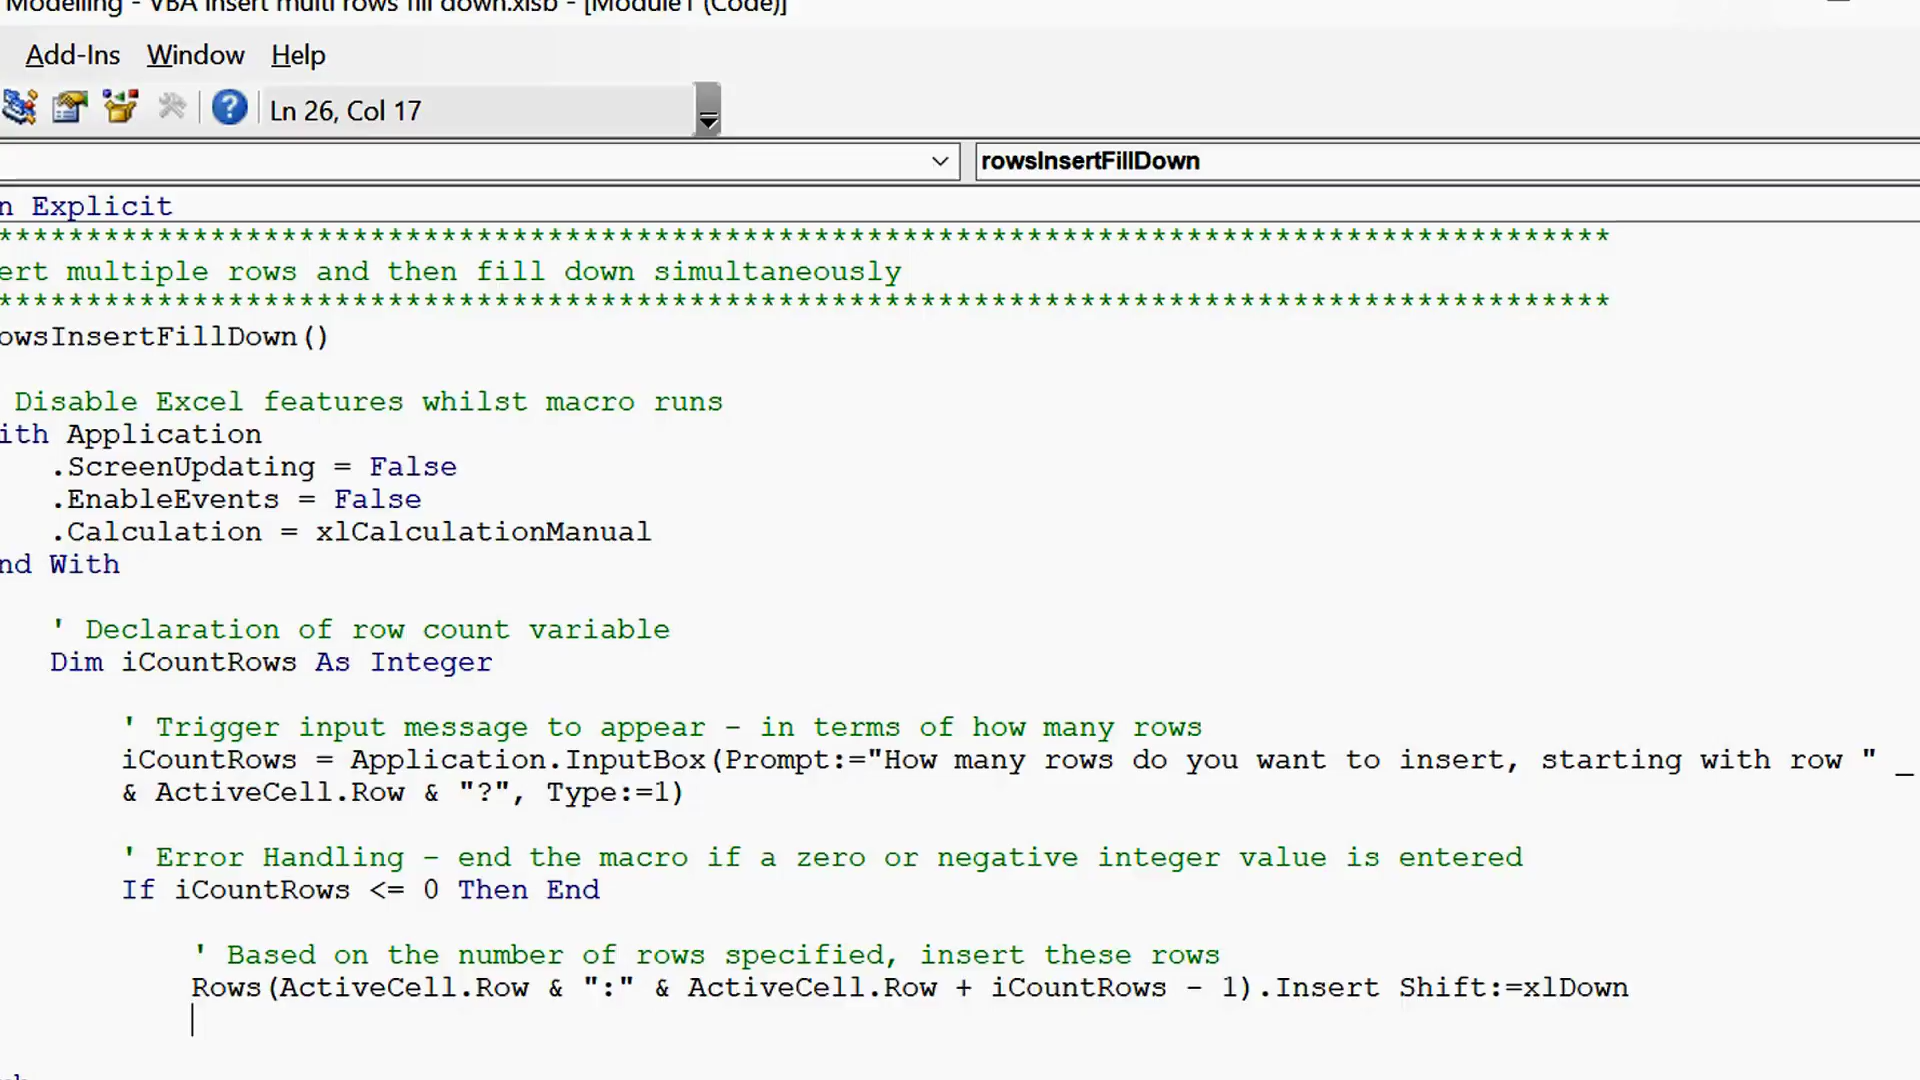 Modelling - VBA insert multi rows fill down.xlsb - [Module1 (Code)]
Add-Ins Window Help
Ln 26, Col 17
rowsInsertFillDown
n Explicit
*******************************************************************************************
ert multiple rows and then fill down simultaneously
*******************************************************************************************
owsInsertFillDown()
Disable Excel features whilst macro runs
ith Application
.ScreenUpdating = False
.EnableEvents = False
.Calculation = xlCalculationManual
nd With
' Declaration of row count variable
Dim iCountRows As Integer
' Trigger input message to appear - in terms of how many rows
iCountRows = Application.InputBox(Prompt:="How many rows do you want to insert, starting with row " _
& ActiveCell.Row & "?", Type:=1)
' Error Handling - end the macro if a zero or negative integer value is entered
If iCountRows <= 0 Then End
' Based on the number of rows specified, insert these rows
Rows(ActiveCell.Row & ":" & ActiveCell.Row + iCountRows - 1).Insert Shift:=xlDown